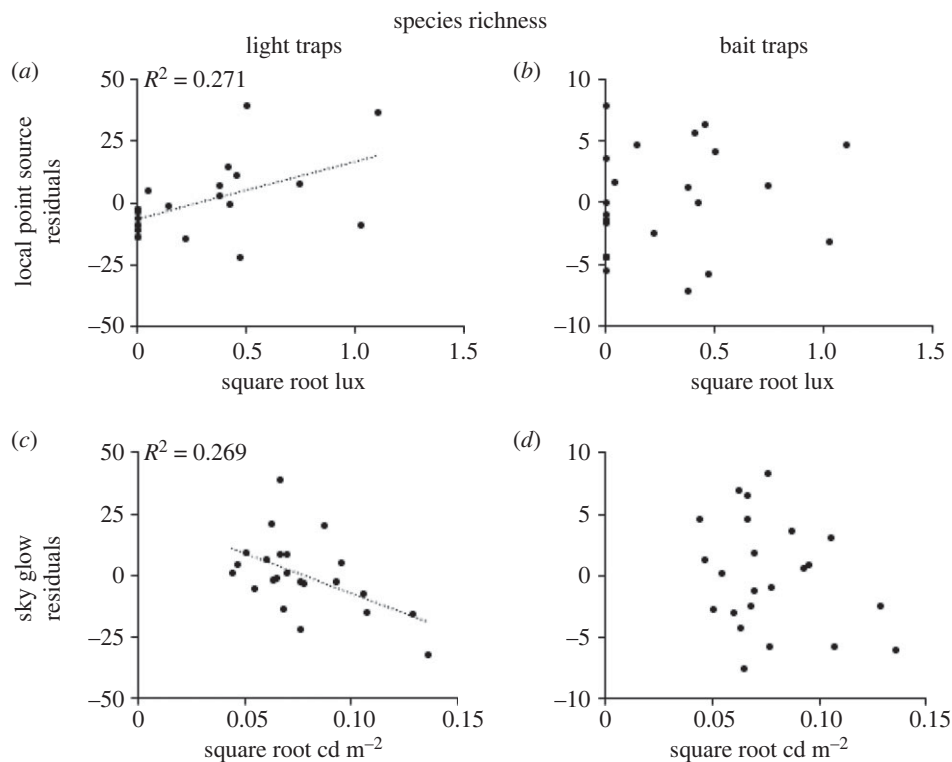 species richness
light traps
bait traps
(a)
R² = 0.271
50
25
0
–25
–50
local point source
residuals
0
0.5
1.0
1.5
square root lux
(b)
10
5
0
–5
–10
0
0.5
1.0
1.5
square root lux
(c)
R² = 0.269
50
25
0
–25
–50
sky glow
residuals
0
0.05
0.10
0.15
square root cd m⁻²
(d)
10
5
0
–5
–10
0
0.05
0.10
0.15
square root cd m⁻²